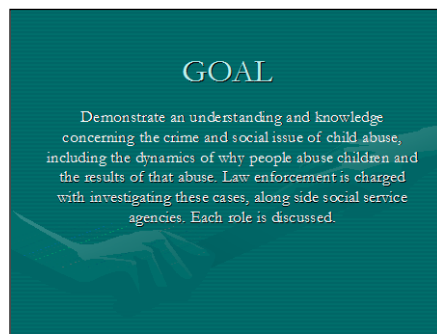 GOAL
Demonstrate an understanding and knowledge
concerning the crime and social issue of child abuse,
including the dynamics of why people abuse children and
the results of that abuse. Law enforcement is charged
with investigating these cases, along side social service
agencies. Each role is discussed.